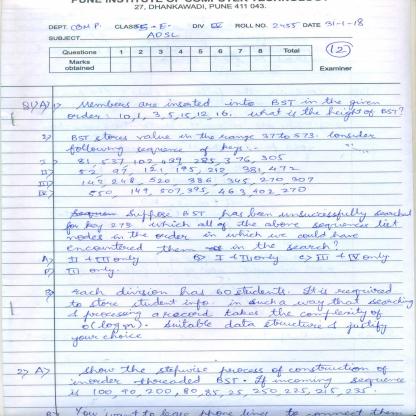 PUNE INSTITUTE OF COMPUTER TECHNOLOGY
27, DHANKAWADI, PUNE 411 043.
DEPT. COMP. CLASS S.E. DIV IV ROLL NO. 2455 DATE 31-1-18
SUBJECT ADSL
Questions 1 2 3 4 5 6 7 8 Total
Marks obtained
12
Examiner
Q1) A) 1) Members are inserted into BST in the given
order: 10, 1, 3, 5, 15, 12, 16. What is the height of BST?
2) BST stores value in the range 37 to 573. Consider
following sequence of keys:-
I) 81, 537, 102, 439, 285, 376, 305
II) 52, 97, 121, 195, 212, 381, 472
III) 142, 248, 520, 386, 345, 270, 307
IV) 550, 149, 507, 395, 463, 402, 270
Suppose BST has been unsuccessfully searched
for key 273. Which all of the above sequences list
nodes in the order in which we could have
encountered them in the search?
A) II + III only B) I + III only C) III + IV only
D) III only.
B) Each division has 60 students. It is required
to store student info. in such a way that searching
& processing a record takes the complexity of
O(log n). Suitable data structure & justify
your choice
2) A) Show the stepwise process of construction of
inorder threaded BST. If incoming sequence
is 100, 40, 200, 80, 85, 25, 250, 225, 215, 235.
B) You want to lease phone lines to connect them